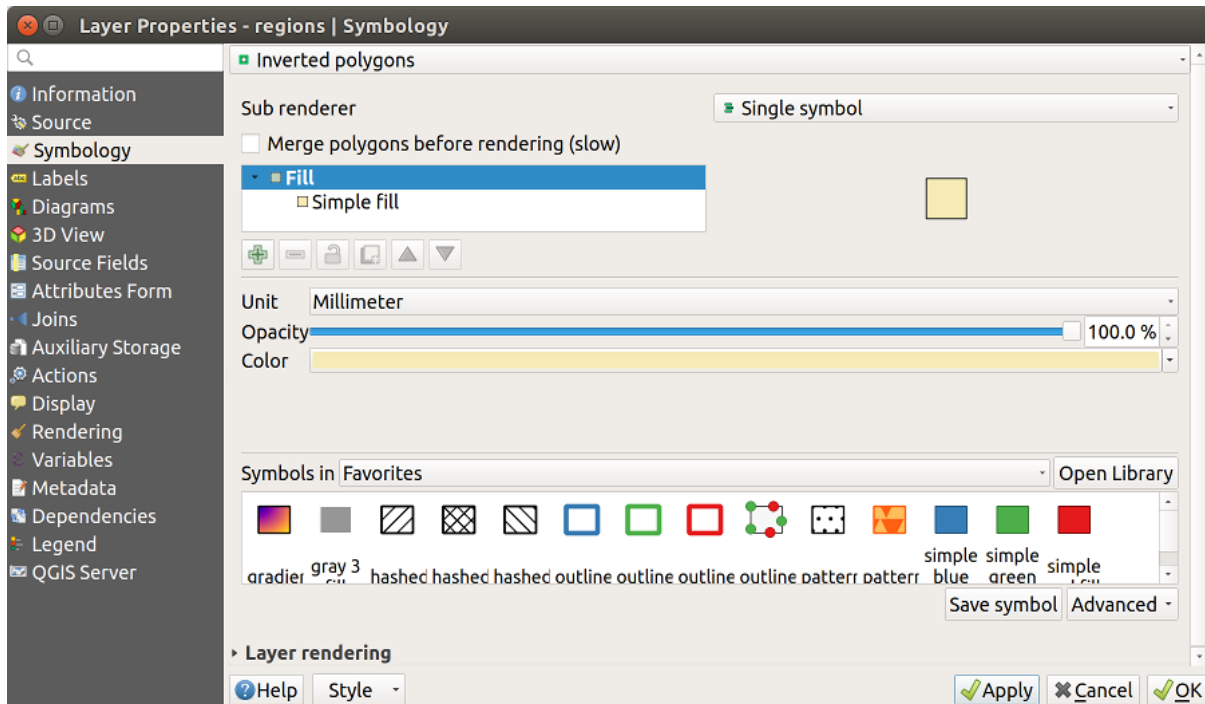 Layer Properties - regions | Symbology
Inverted polygons
Information
Source
Symbology
Labels
Diagrams
3D View
Source Fields
Attributes Form
Joins
Auxiliary Storage
Actions
Display
Rendering
Variables
Metadata
Dependencies
Legend
QGIS Server
Sub renderer Single symbol
Merge polygons before rendering (slow)
Fill
Simple fill
Unit Millimeter
Opacity 100.0 %
Color
Symbols in Favorites Open Library
gradier gray 3 hashed hashed hashed outline outline outline outline patterr patterr simple blue simple green simple
Save symbol Advanced
Layer rendering
Help Style Apply Cancel OK